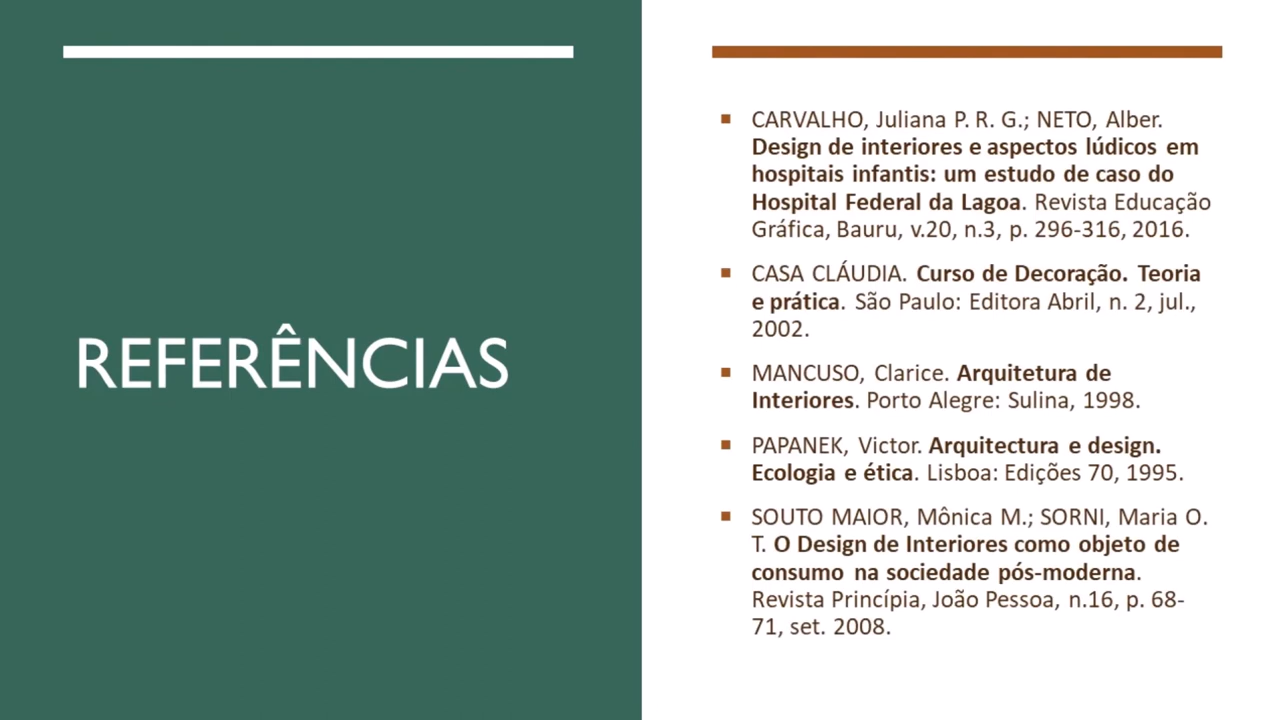 REFERÊNCIAS
▪ CARVALHO, Juliana P. R. G.; NETO, Alber.
Design de interiores e aspectos lúdicos em
hospitais infantis: um estudo de caso do
Hospital Federal da Lagoa. Revista Educação
Gráfica, Bauru, v.20, n.3, p. 296-316, 2016.
▪ CASA CLÁUDIA. Curso de Decoração. Teoria
e prática. São Paulo: Editora Abril, n. 2, jul.,
2002.
▪ MANCUSO, Clarice. Arquitetura de
Interiores. Porto Alegre: Sulina, 1998.
▪ PAPANEK, Victor. Arquitectura e design.
Ecologia e ética. Lisboa: Edições 70, 1995.
▪ SOUTO MAIOR, Mônica M.; SORNI, Maria O.
T. O Design de Interiores como objeto de
consumo na sociedade pós-moderna.
Revista Princípia, João Pessoa, n.16, p. 68-
71, set. 2008.